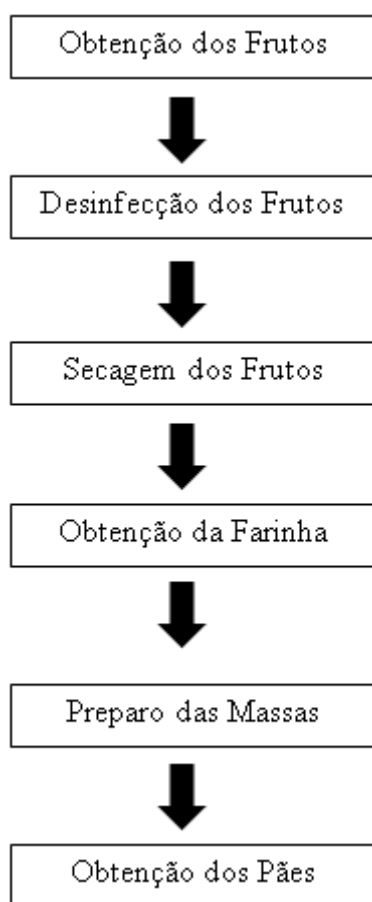 Obtenção dos Frutos
Desinfecção dos Frutos
Secagem dos Frutos
Obtenção da Farinha
Preparo das Massas
Obtenção dos Pães